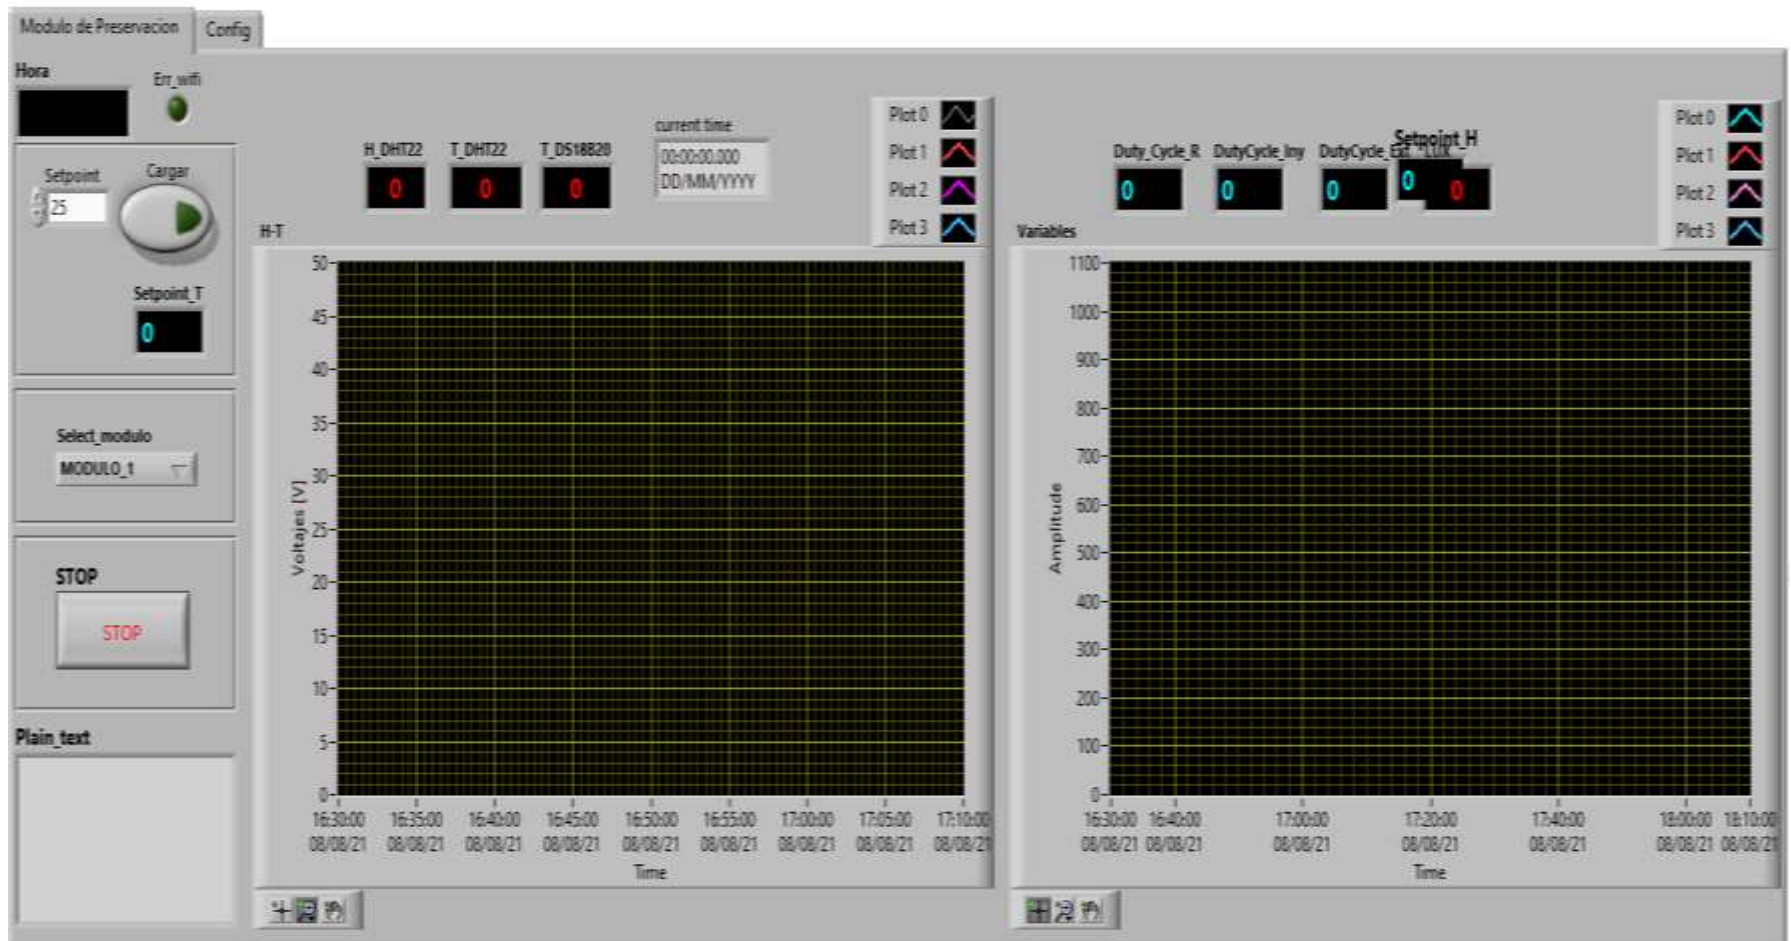 Modulo de Preservacion
Config
Hora
Err_wifi
Setpoint
Cargar
25
Setpoint_T
0
Select_modulo
MODULO_1
STOP
STOP
Plain_text
H_DHT22 T_DHT22 T_DS18B20
0 0 0
current time
00:00:00.000
DD/MM/YYYY
Plot 0
Plot 1
Plot 2
Plot 3
H-T
50
45
40
35
30
25
20
15
10
5
0
Voltajes [V]
16:30:00 16:35:00 16:40:00 16:45:00 16:50:00 16:55:00 17:00:00 17:05:00 17:10:00
08/08/21 08/08/21 08/08/21 08/08/21 08/08/21 08/08/21 08/08/21 08/08/21 08/08/21
Time
Setpoint_H
Duty_Cycle_R DutyCycle_Iny DutyCycle_Ext "LUX"
0 0 0 0 0
Plot 0
Plot 1
Plot 2
Plot 3
Variables
1100
1000
900
800
700
600
500
400
300
200
100
0
Amplitude
16:30:00 16:40:00 17:00:00 17:20:00 17:40:00 18:00:00 18:10:00
08/08/21 08/08/21 08/08/21 08/08/21 08/08/21 08/08/21 08/08/21
Time